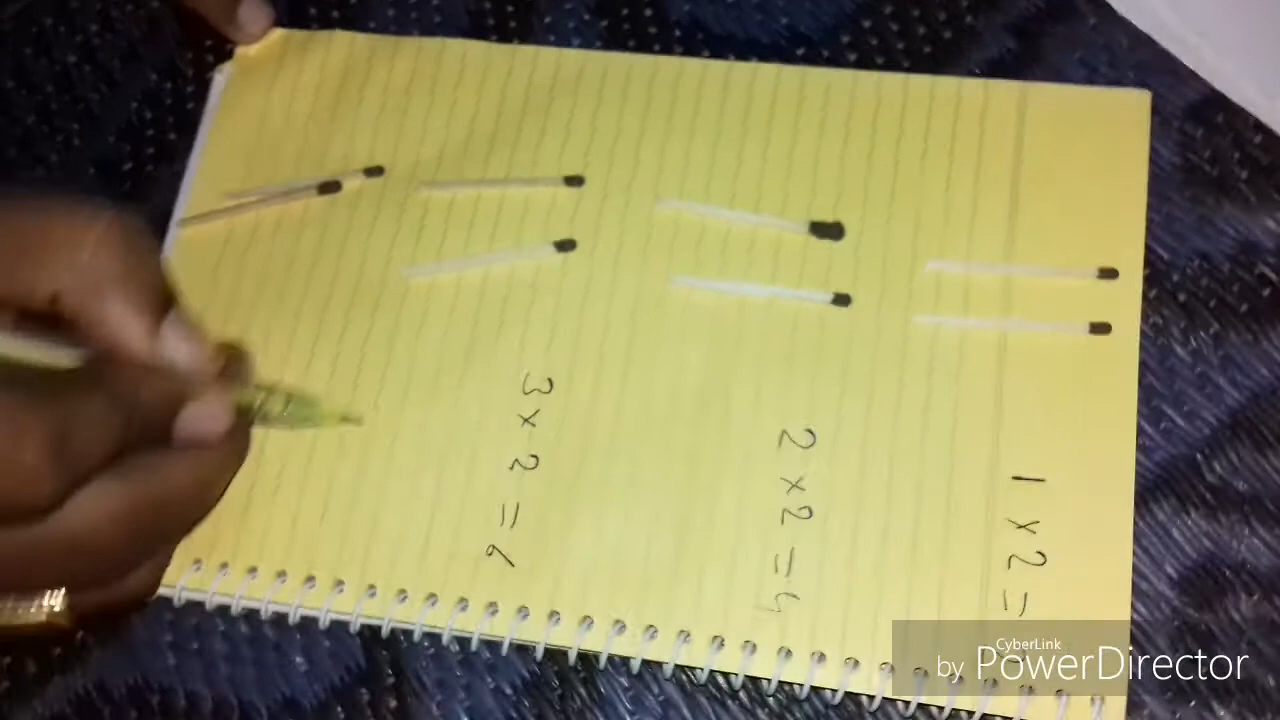 1 x 2 =
2 x 2 = 4
3 x 2 = 6
CyberLink
by PowerDirector